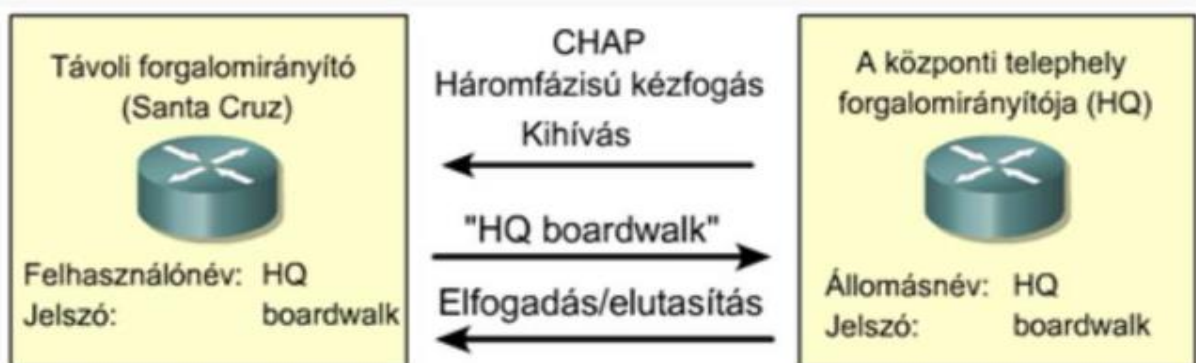 Távoli forgalomirányító
(Santa Cruz)
Felhasználónév: HQ
Jelszó: boardwalk
CHAP
Háromfázisú kézfogás
Kihívás
"HQ boardwalk"
Elfogadás/elutasítás
A központi telephely
forgalomirányítója (HQ)
Állomásnév: HQ
Jelszó: boardwalk